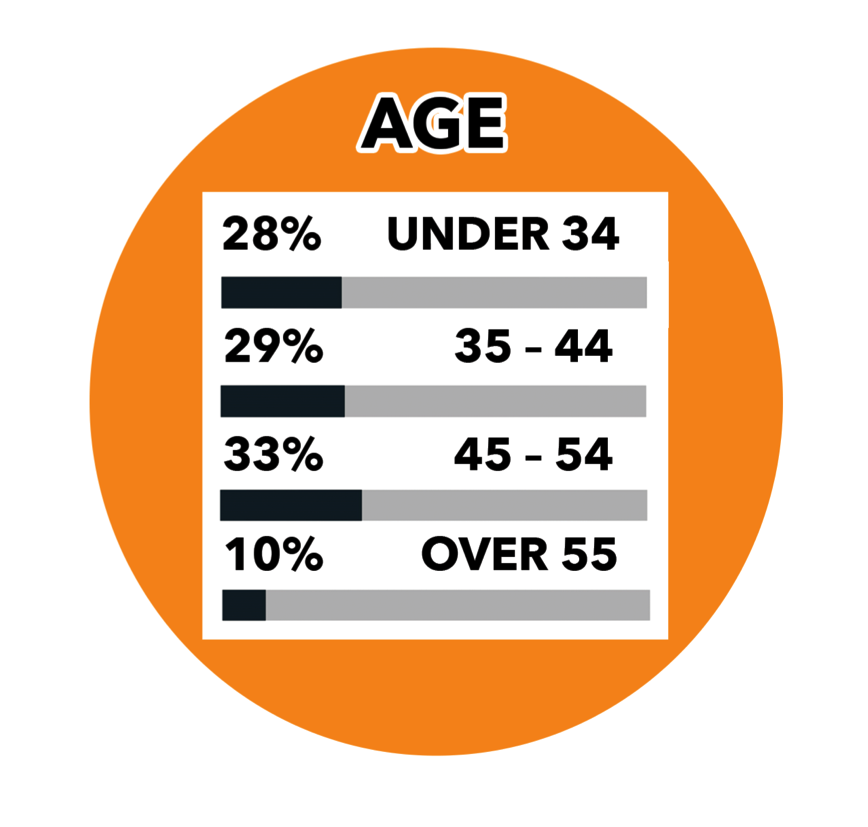 AGE
28% UNDER 34
29% 35 – 44
33% 45 – 54
10% OVER 55